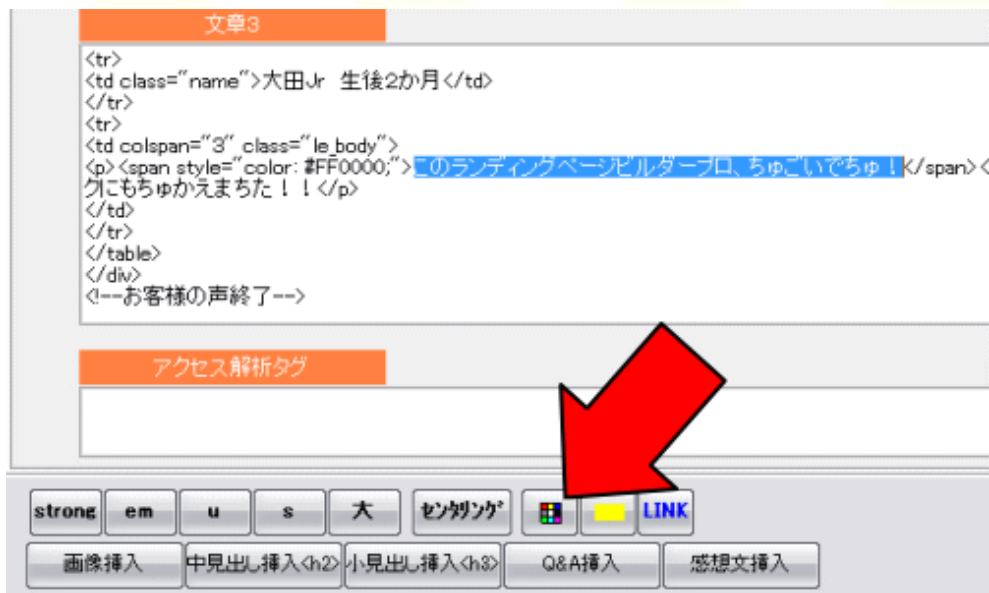 文章3
<tr>
<td class="name">大田Jr 生後2か月</td>
</tr>
<tr>
<td colspan="3" class="le_body">
<p><span style="color: #FF0000;">このランディングページビルダープロ、ちゅごいでちゅ！</span><
クにもちゅかえまちた！！</p>
</td>
</tr>
</table>
</div>
<!--お客様の声終了-->
アクセス解析タグ
strong em u s 大 センタリング LINK
画像挿入 中見出し挿入<h2> 小見出し挿入<h3> Q&A挿入 感想文挿入